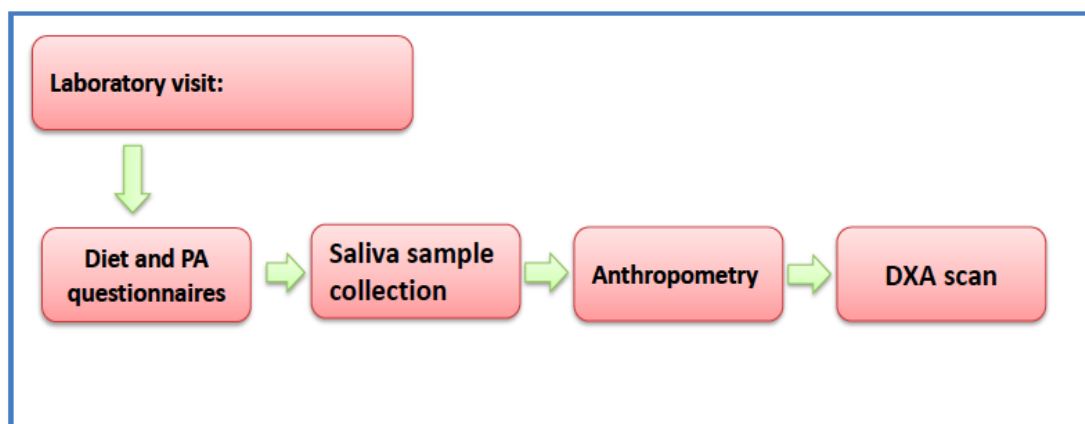 Laboratory visit:
Diet and PA
questionnaires
Saliva sample
collection
Anthropometry
DXA scan